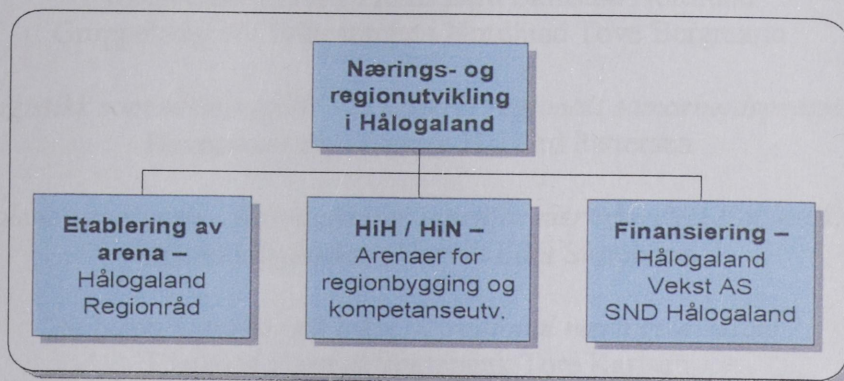 Nærings- og
regionutvikling
i Hålogaland
Etablering av
arena –
Hålogaland
Regionråd
HiH / HiN –
Arenaer for
regionbygging og
kompetanseutv.
Finansiering –
Hålogaland
Vekst AS
SND Hålogaland